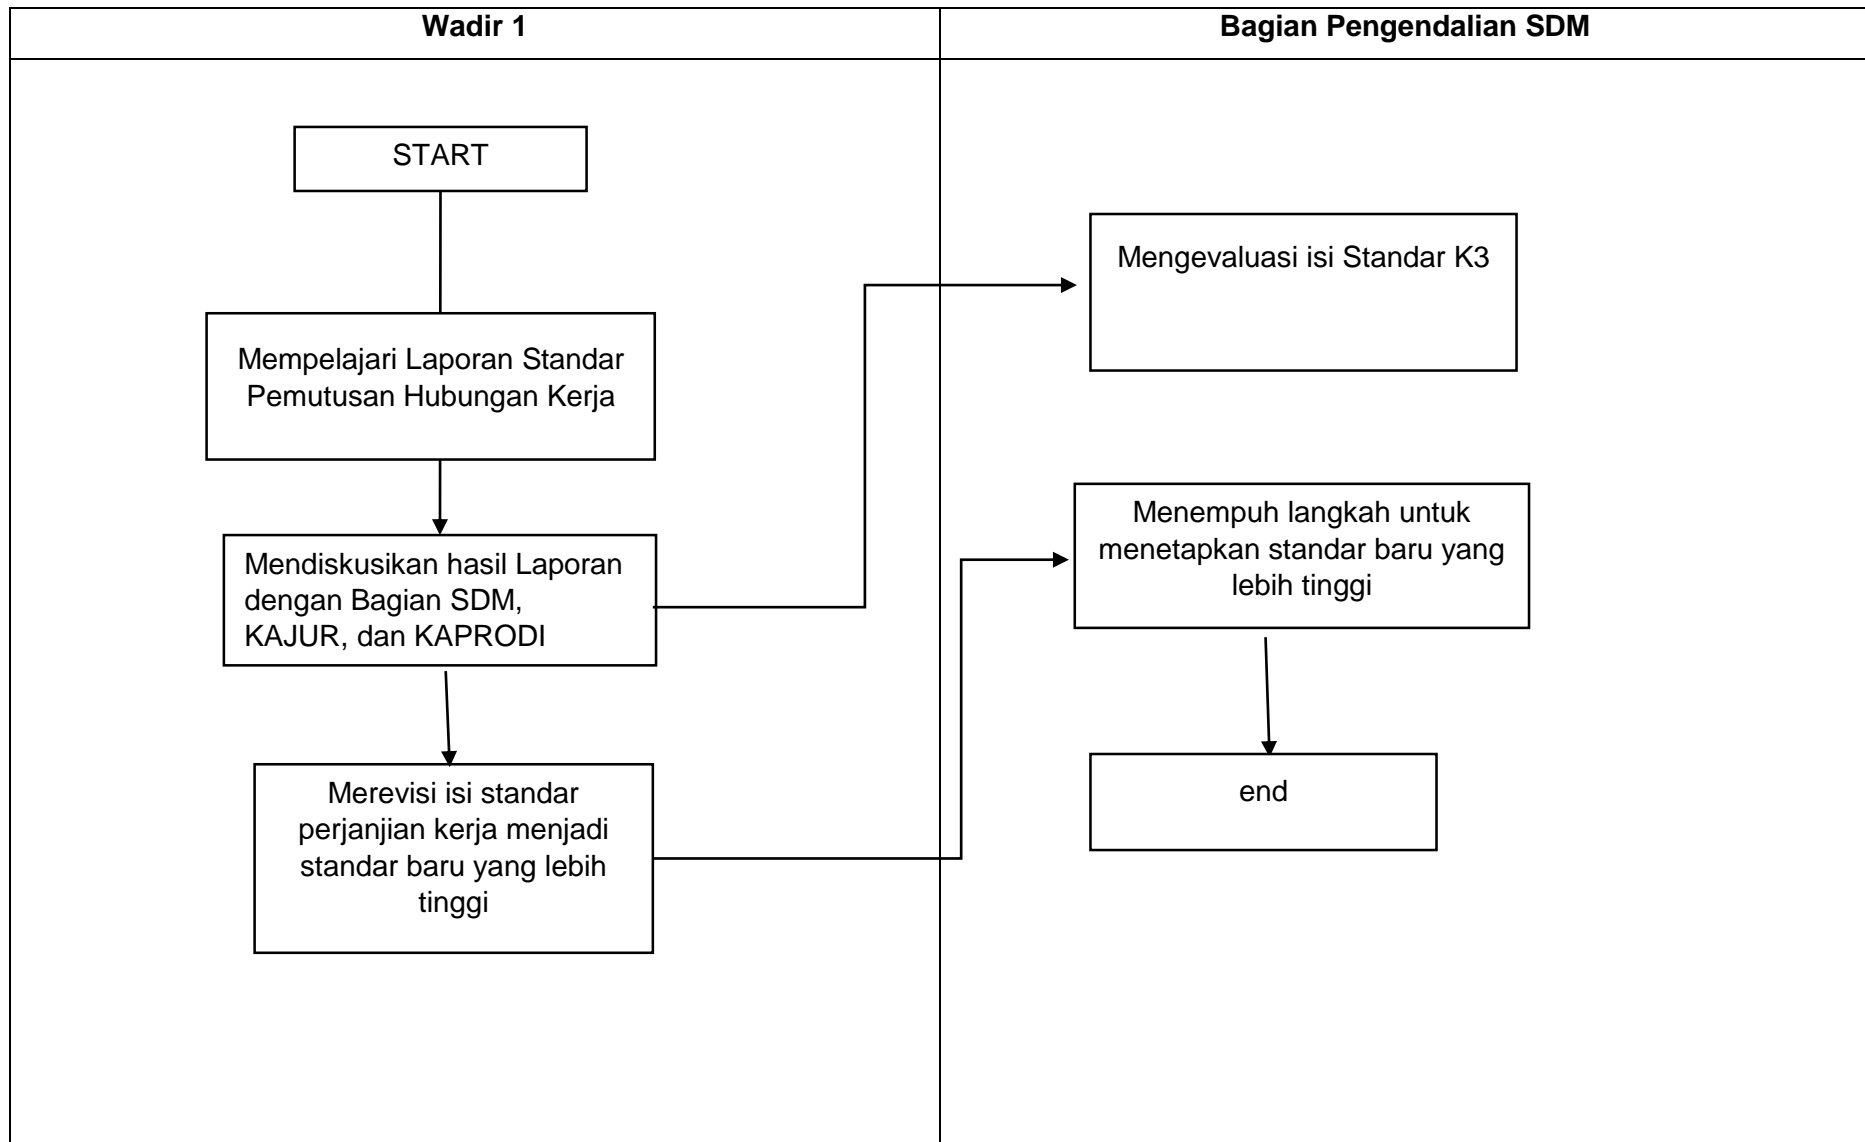 Wadir 1
Bagian Pengendalian SDM
START
Mempelajari Laporan Standar
Pemutusan Hubungan Kerja
Mendiskusikan hasil Laporan
dengan Bagian SDM,
KAJUR, dan KAPRODI
Merevisi isi standar
perjanjian kerja menjadi
standar baru yang lebih
tinggi
Mengevaluasi isi Standar K3
Menempuh langkah untuk
menetapkan standar baru yang
lebih tinggi
end